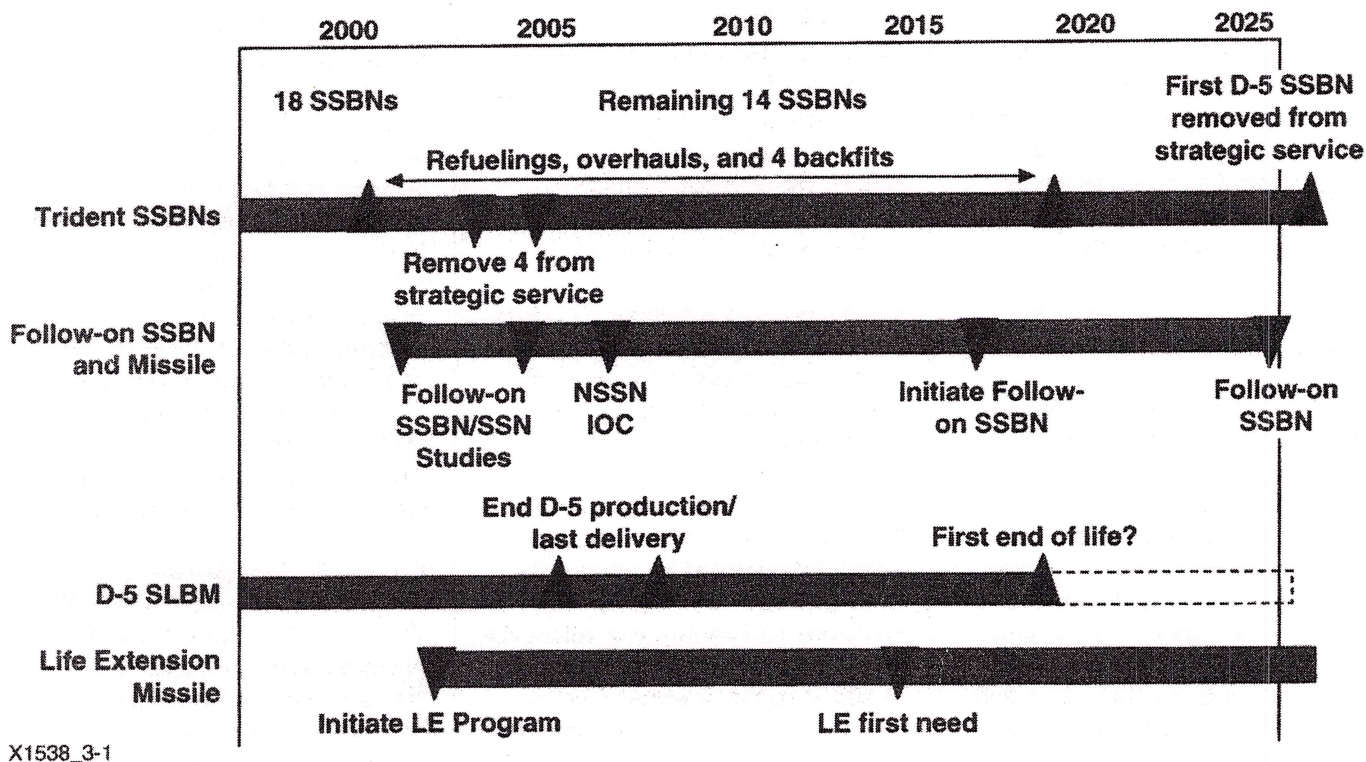 2000 2005 2010 2015 2020 2025
18 SSBNs
Remaining 14 SSBNs
First D-5 SSBN
removed from
strategic service
Refuelings, overhauls, and 4 backfits
Trident SSBNs
Remove 4 from
strategic service
Follow-on SSBN
and Missile
Follow-on
SSBN/SSN
Studies
NSSN
IOC
Initiate Follow-
on SSBN
Follow-on
SSBN
End D-5 production/
last delivery
First end of life?
D-5 SLBM
Life Extension
Missile
Initiate LE Program
LE first need
X1538_3-1